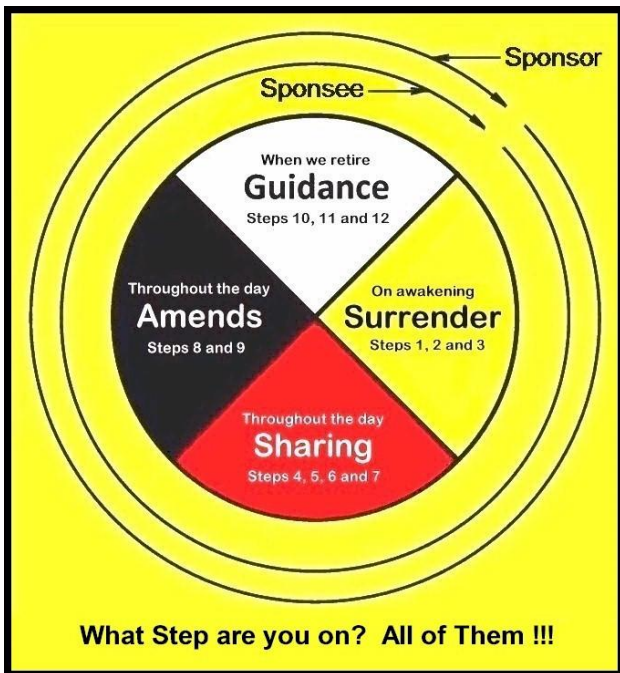 Sponsor
Sponsee
When we retire
Guidance
Steps 10, 11 and 12
On awakening
Surrender
Steps 1, 2 and 3
Throughout the day
Sharing
Steps 4, 5, 6 and 7
Throughout the day
Amends
Steps 8 and 9
What Step are you on? All of Them !!!